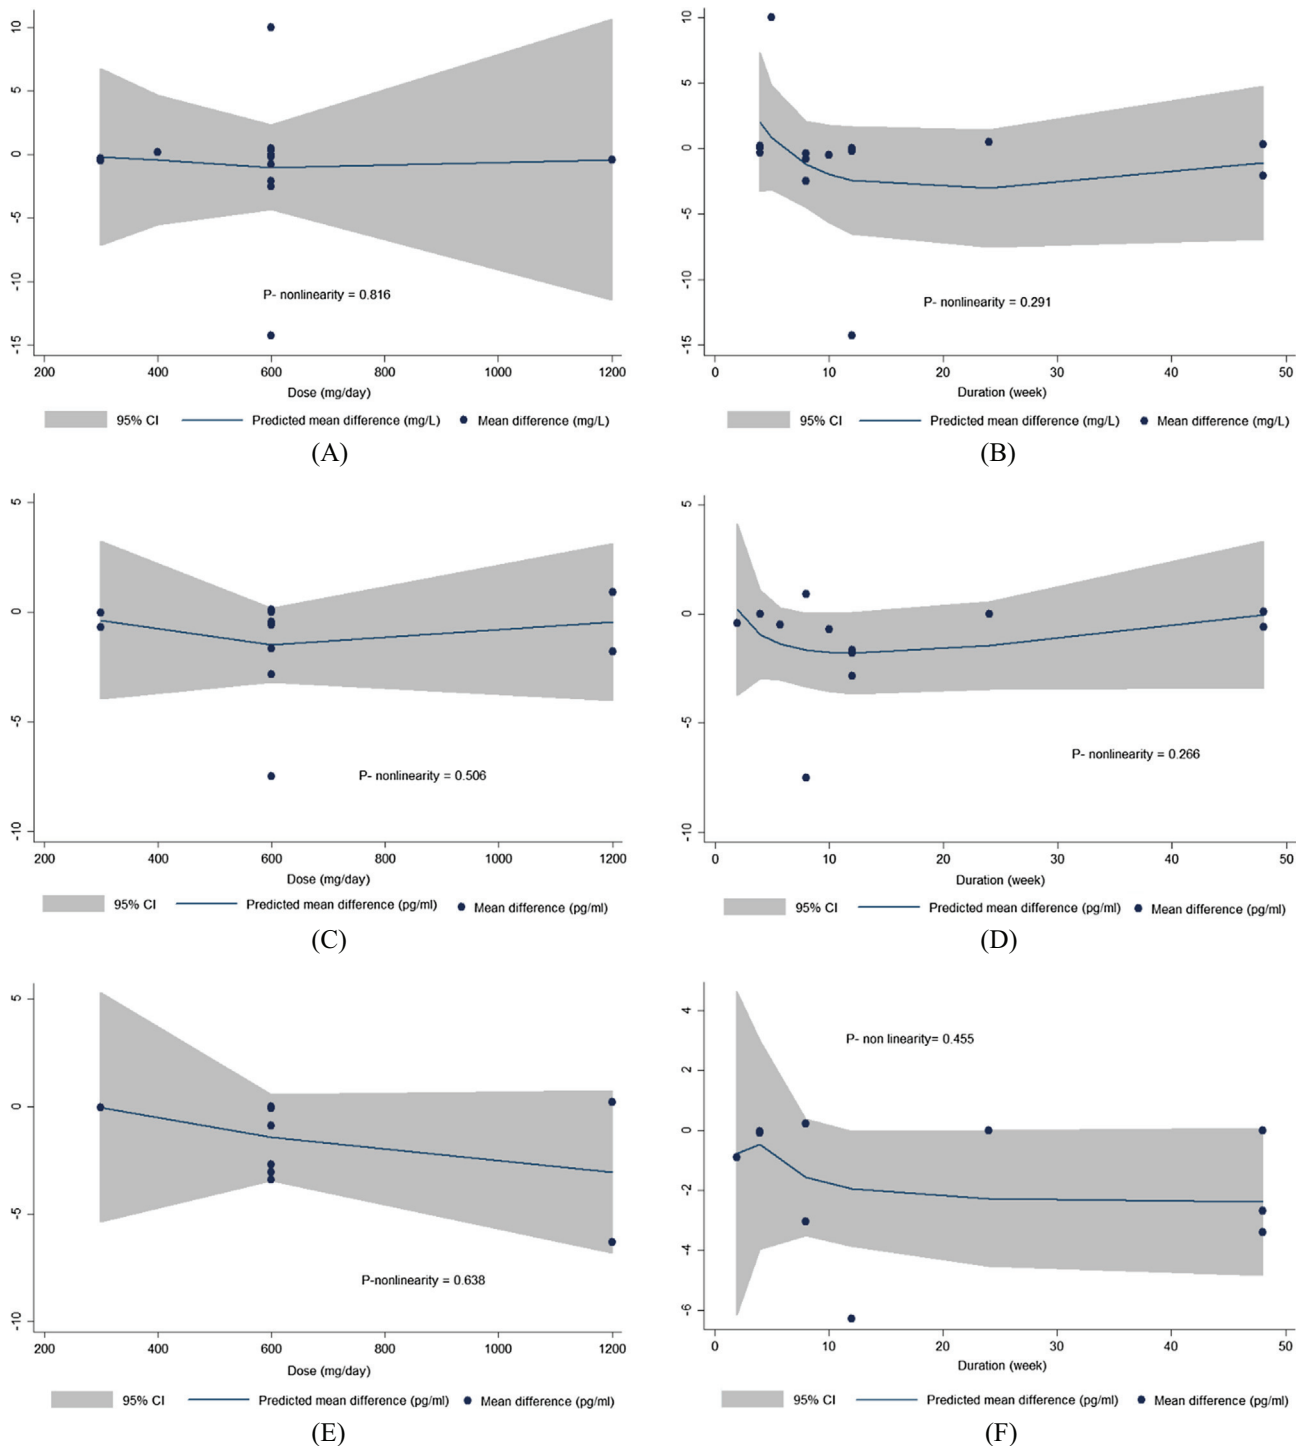 10
5
0
-5
-10
-15
P- nonlinearity = 0.816
200 400 600 800 1000 1200
Dose (mg/day)
95% CI Predicted mean difference (mg/L) Mean difference (mg/L)
(A)
10
5
0
-5
-10
-15
P- nonlinearity = 0.291
0 10 20 30 40 50
Duration (week)
95% CI Predicted mean difference (mg/L) Mean difference (mg/L)
(B)
5
0
-5
-10
P- nonlinearity = 0.506
200 400 600 800 1000 1200
Dose (mg/day)
95% CI Predicted mean difference (pg/ml) Mean difference (pg/ml)
(C)
5
0
-5
-10
P- nonlinearity = 0.266
0 10 20 30 40 50
Duration (week)
95% CI Predicted mean difference (pg/ml) Mean difference (pg/ml)
(D)
5
0
-5
-10
P-nonlinearity = 0.638
200 400 600 800 1000 1200
Dose (mg/day)
95% CI Predicted mean difference (pg/ml) Mean difference (pg/ml)
(E)
4
2
0
-2
-4
-6
P- non linearity= 0.455
0 10 20 30 40 50
Duration (week)
95% CI Predicted mean difference (pg/ml) Mean difference (pg/ml)
(F)